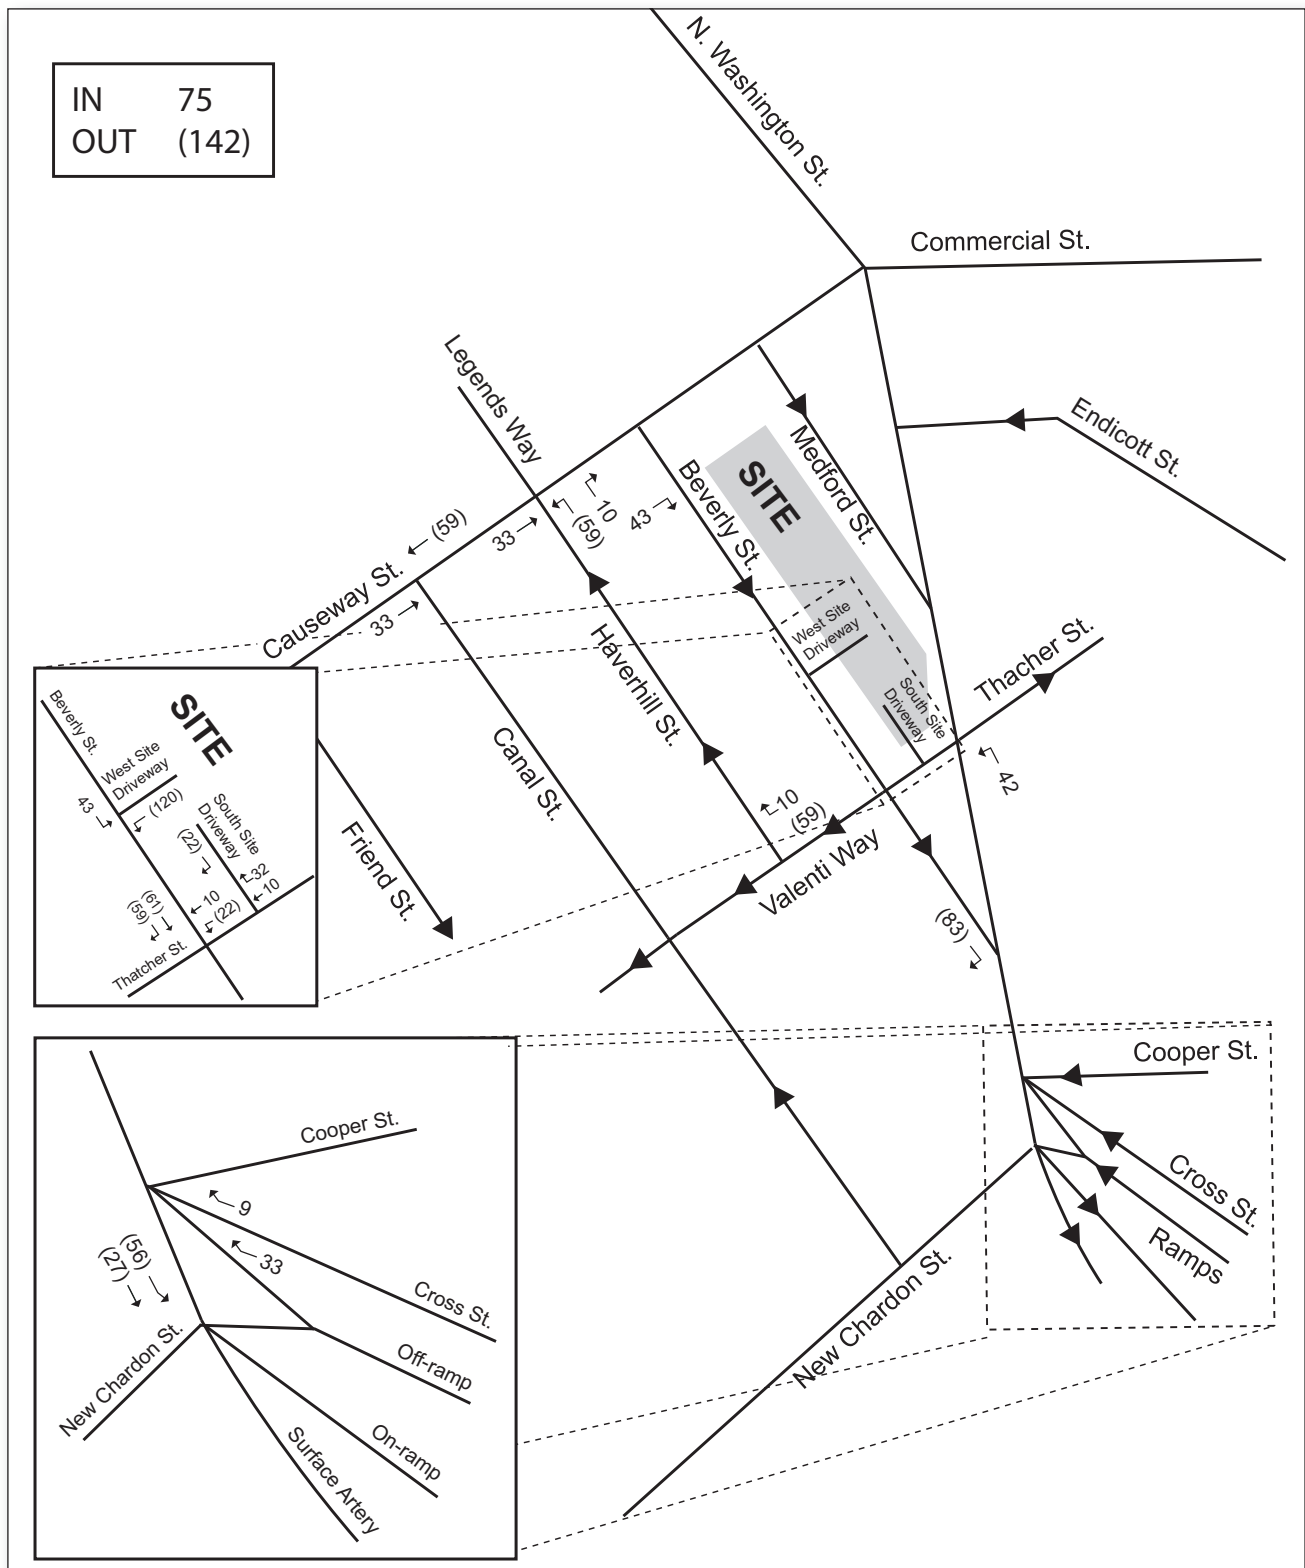 IN 75
OUT (142)
N. Washington St.
Commercial St.
Legends Way
Endicott St.
Medford St.
SITE
Beverly St.
10
(59)
43
(59)
33
Causeway St.
33
West Site
Driveway
Haverhill St.
Thacher St.
South Site
Driveway
42
Canal St.
10
(59)
Valenti Way
Friend St.
(83)
Beverly St.
SITE
West Site
Driveway
43
(120)
South Site
Driveway
(22)
32
10
10
(22)
(61)
(59)
Thatcher St.
Cooper St.
Cross St.
Ramps
New Chardon St.
Cooper St.
9
33
(56)
(27)
Cross St.
New Chardon St.
Off-ramp
On-ramp
Surface Artery